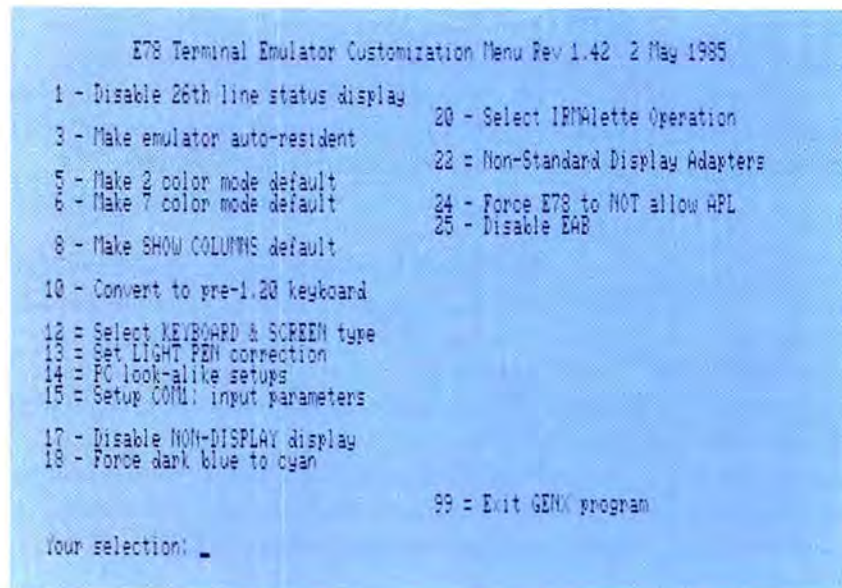 E78 Terminal Emulator Customization Menu Rev 1.42 2 May 1985
1 - Disable 26th line status display
3 - Make emulator auto-resident
5 - Make 2 color mode default
6 - Make 7 color mode default
8 - Make SHOW COLUMNS default
10 - Convert to pre-1.20 keyboard
12 = Select KEYBOARD & SCREEN type
13 = Set LIGHT PEN correction
14 = PC look-alike setups
15 = Setup COM1: input parameters
17 - Disable NON-DISPLAY display
18 - Force dark blue to cyan
20 - Select IRMAlette Operation
22 = Non-Standard Display Adapters
24 - Force E78 to NOT allow APL
25 - Disable EAB
99 = Exit GENX program
Your selection: _